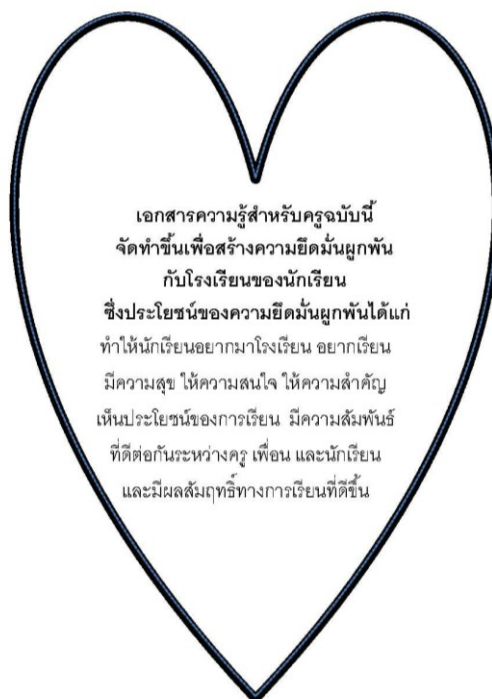 เอกสารความรู้สำหรับครูฉบับนี้
จัดทำขึ้นเพื่อสร้างความยึดมั่นผูกพัน
กับโรงเรียนของนักเรียน
ซึ่งประโยชน์ของความยึดมั่นผูกพันได้แก่
ทำให้นักเรียนอยากมาโรงเรียน อยากเรียน
มีความสุข ให้ความสนใจ ให้ความสำคัญ
เห็นประโยชน์ของการเรียน มีความสัมพันธ์
ที่ดีต่อกันระหว่างครู เพื่อน และนักเรียน
และมีผลสัมฤทธิ์ทางการเรียนที่ดีขึ้น